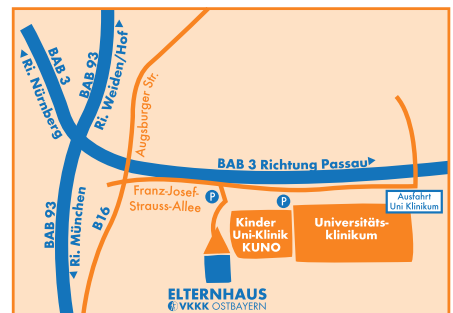 BAB 3
Ri. Nürnberg
BAB 93
Ri. Weiden/Hof
Augsburger Str.
BAB 3 Richtung Passau
Franz-Josef-
Strauss-Allee
P
P
Ausfahrt
Uni Klinikum
B16
BAB 93
Ri. München
Kinder
Uni-Klinik
KUNO
Universitäts-
klinikum
ELTERNHAUS
VKKK OSTBAYERN